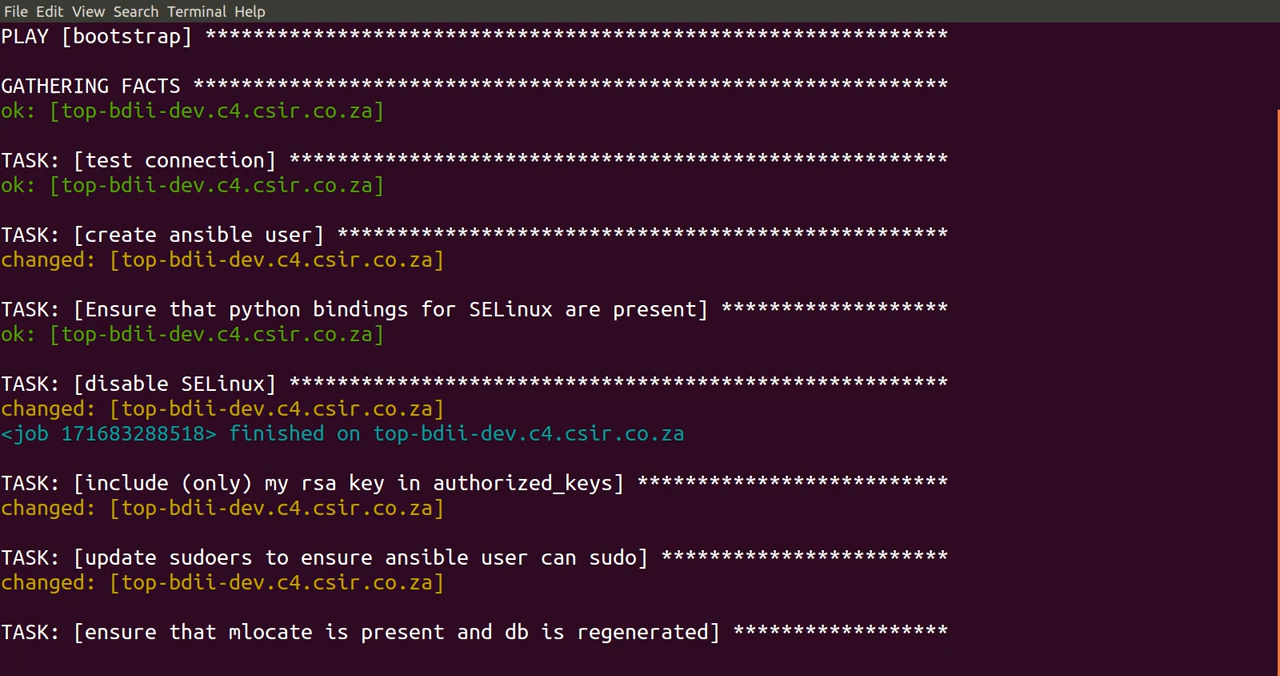 File Edit View Search Terminal Help
PLAY [bootstrap] **************************************************************
GATHERING FACTS ***************************************************************
ok: [top-bdii-dev.c4.csir.co.za]
TASK: [test connection] *******************************************************
ok: [top-bdii-dev.c4.csir.co.za]
TASK: [create ansible user] ***************************************************
changed: [top-bdii-dev.c4.csir.co.za]
TASK: [Ensure that python bindings for SELinux are present] *******************
ok: [top-bdii-dev.c4.csir.co.za]
TASK: [disable SELinux] *******************************************************
changed: [top-bdii-dev.c4.csir.co.za]
<job 171683288518> finished on top-bdii-dev.c4.csir.co.za
TASK: [include (only) my rsa key in authorized_keys] **************************
changed: [top-bdii-dev.c4.csir.co.za]
TASK: [update sudoers to ensure ansible user can sudo] ************************
changed: [top-bdii-dev.c4.csir.co.za]
TASK: [ensure that mlocate is present and db is regenerated] ******************